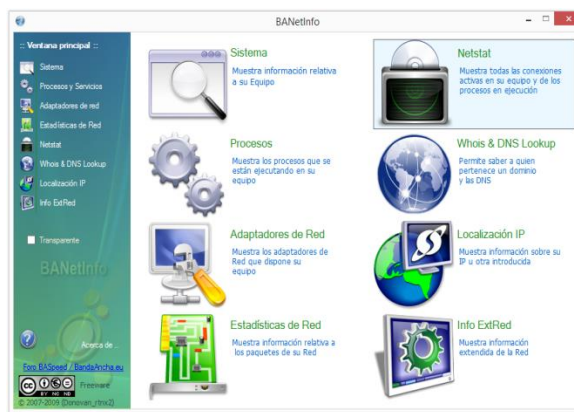 BANetInfo
:: Ventana principal ::
Sistema
Procesos y Servicios
Adaptadores de red
Estadísticas de Red
Netstat
Whois & DNS Lookup
Localización IP
Info ExtRed
Transparente
BANetInfo
Acerca de ..
Foro BASpeed / BandaAncha.eu
Freeware
BY NC ND
© 2007-2009 (Denovan_rtnx2)
Sistema
Muestra información relativa
a su Equipo
Netstat
Muestra todas las conexiones
activas en su equipo y de los
procesos en ejecución
Procesos
Muestra los procesos que se
están ejecutando en su
equipo
Whois & DNS Lookup
Permite saber a quien
pertenece un dominio
y las DNS
Adaptadores de Red
Muestra los adaptadores de
Red que dispone su
equipo
Localización IP
Muestra información sobre su
IP u otra introducida
Estadísticas de Red
Muestra información relativa a
los paquetes de su Red
Info ExtRed
Muestra información
extendida de la Red